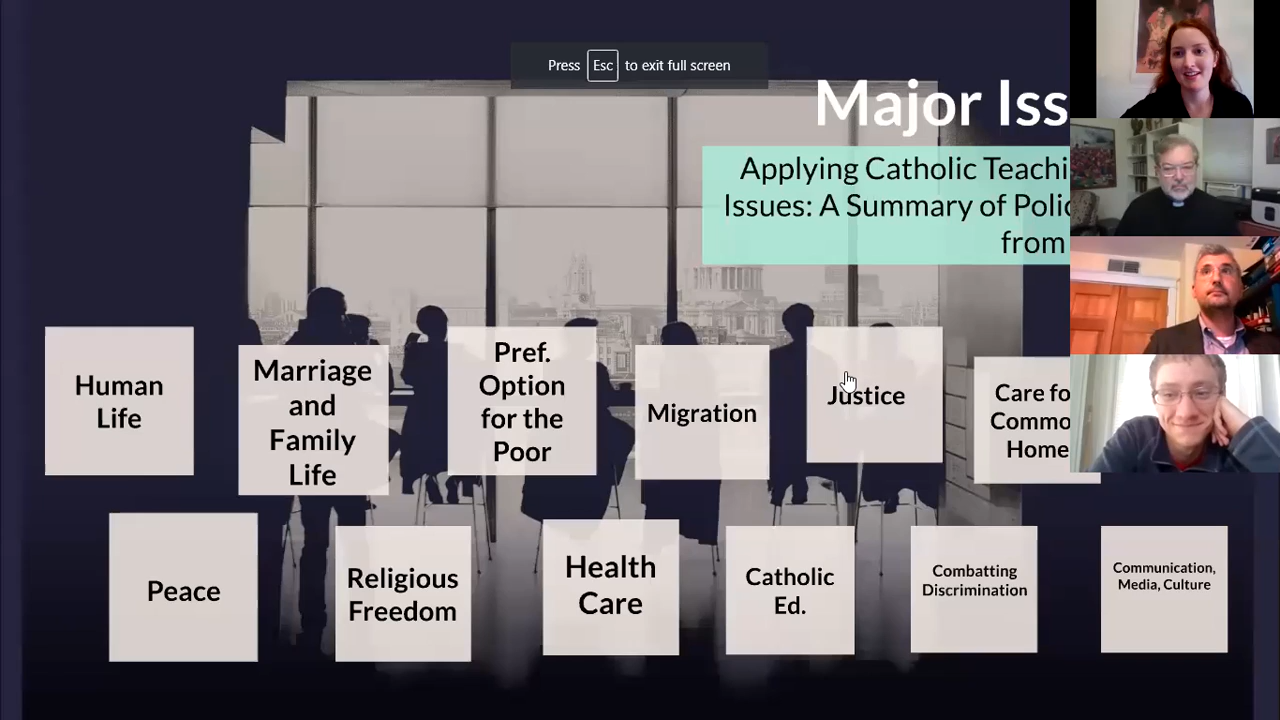 Press Esc to exit full screen
Major Iss
Applying Catholic Teachi
Issues: A Summary of Polic
from
Human
Life
Marriage
and
Family
Life
Pref.
Option
for the
Poor
Migration
Justice
Care fo
Commo
Home
Peace
Religious
Freedom
Health
Care
Catholic
Ed.
Combatting
Discrimination
Communication,
Media, Culture